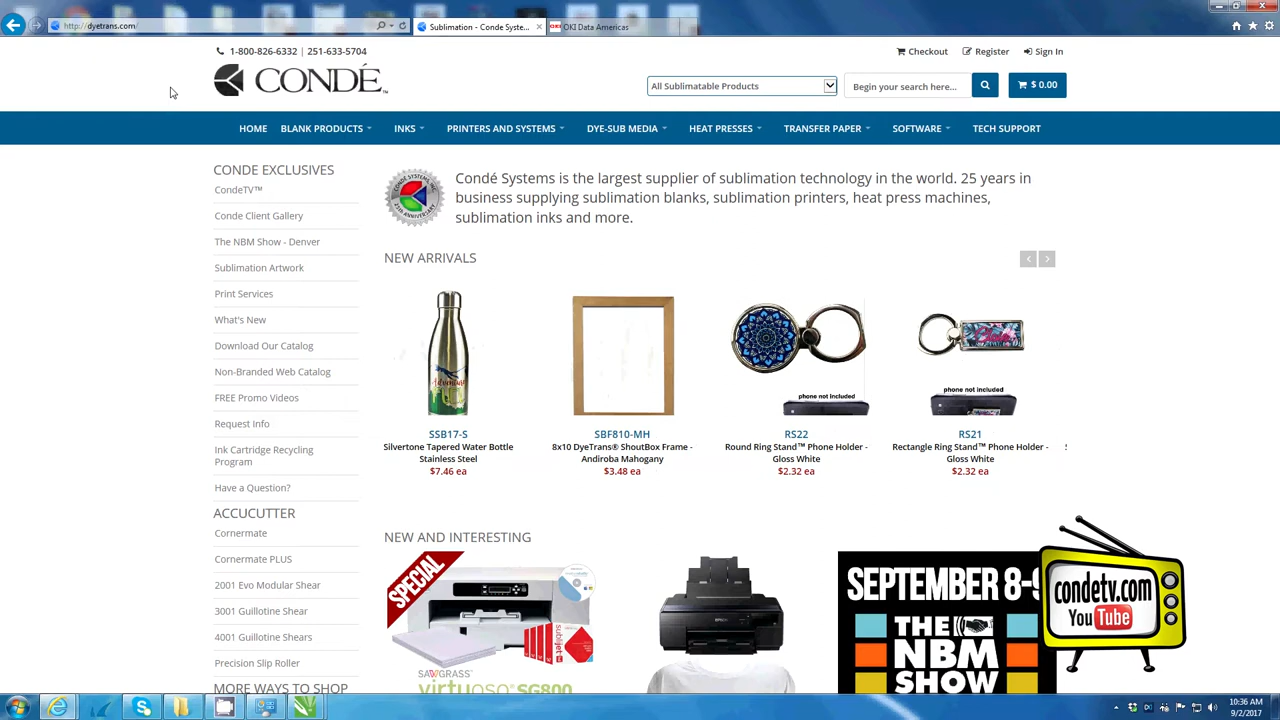 http://dyetrans.com/
Sublimation - Conde Syste...
OKI Data Americas
1-800-826-6332 | 251-633-5704
Checkout
Register
Sign In
CONDÉ™
All Sublimatable Products
Begin your search here...
$ 0.00
HOME
BLANK PRODUCTS
INKS
PRINTERS AND SYSTEMS
DYE-SUB MEDIA
HEAT PRESSES
TRANSFER PAPER
SOFTWARE
TECH SUPPORT
CONDE EXCLUSIVES
CondeTV™
Conde Client Gallery
The NBM Show - Denver
Sublimation Artwork
Print Services
What's New
Download Our Catalog
Non-Branded Web Catalog
FREE Promo Videos
Request Info
Ink Cartridge Recycling
Program
Have a Question?
ACCUCUTTER
Cornermate
Cornermate PLUS
2001 Evo Modular Shear
3001 Guillotine Shear
4001 Guillotine Shears
Precision Slip Roller
MORE WAYS TO SHOP
Condé Systems is the largest supplier of sublimation technology in the world. 25 years in
business supplying sublimation blanks, sublimation printers, heat press machines,
sublimation inks and more.
NEW ARRIVALS
SSB17-S
Silvertone Tapered Water Bottle
Stainless Steel
$7.46 ea
SBF810-MH
8x10 DyeTrans® ShoutBox Frame -
Andiroba Mahogany
$3.48 ea
phone not included
RS22
Round Ring Stand™ Phone Holder -
Gloss White
$2.32 ea
phone not included
RS21
Rectangle Ring Stand™ Phone Holder -
Gloss White
$2.32 ea
NEW AND INTERESTING
SPECIAL
SAWGRASS
virtuoso SG800
SEPTEMBER 8-9
THE
NBM
SHOW
condetv.com
YouTube
10:36 AM
9/2/2017